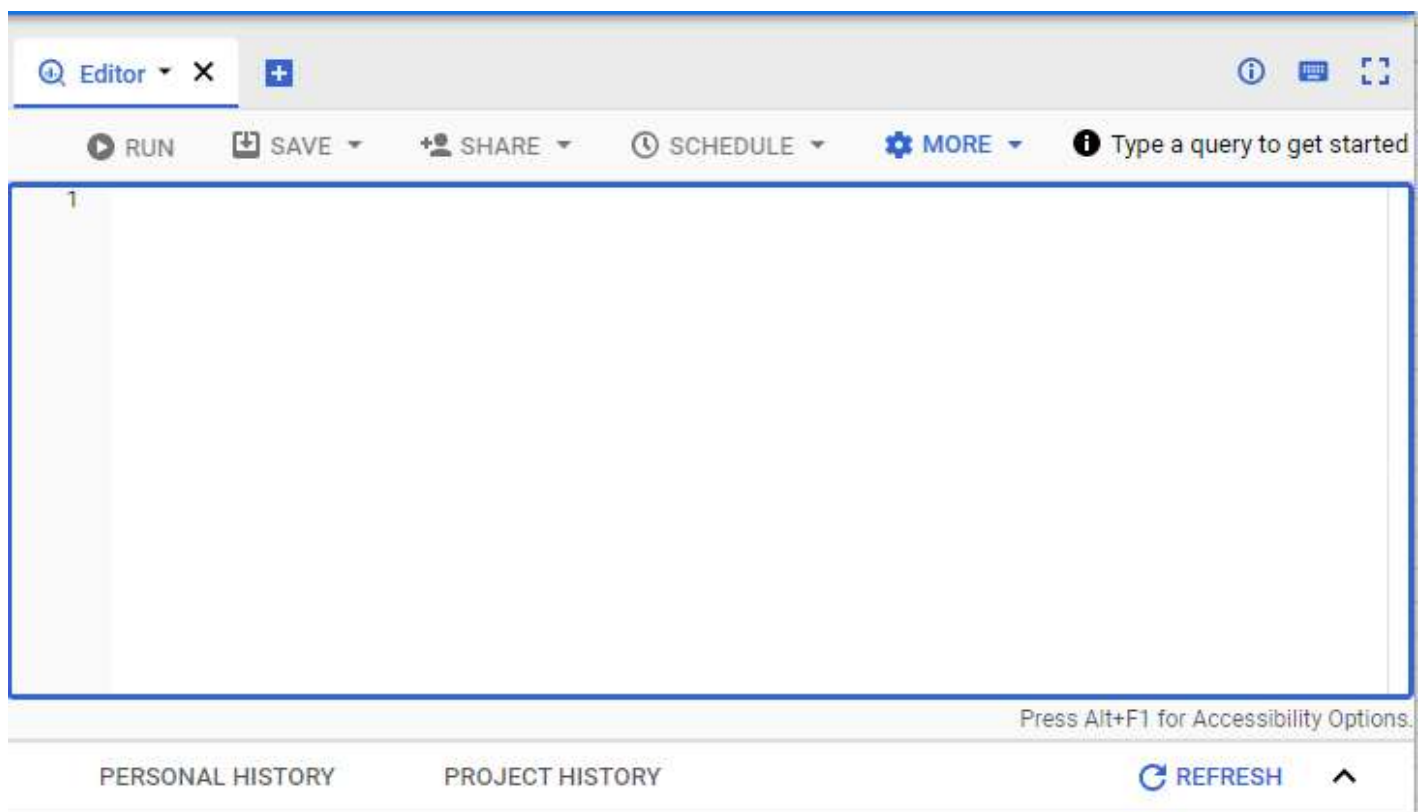 Editor
RUN SAVE SHARE SCHEDULE MORE Type a query to get started
1
Press Alt+F1 for Accessibility Options.
PERSONAL HISTORY PROJECT HISTORY REFRESH